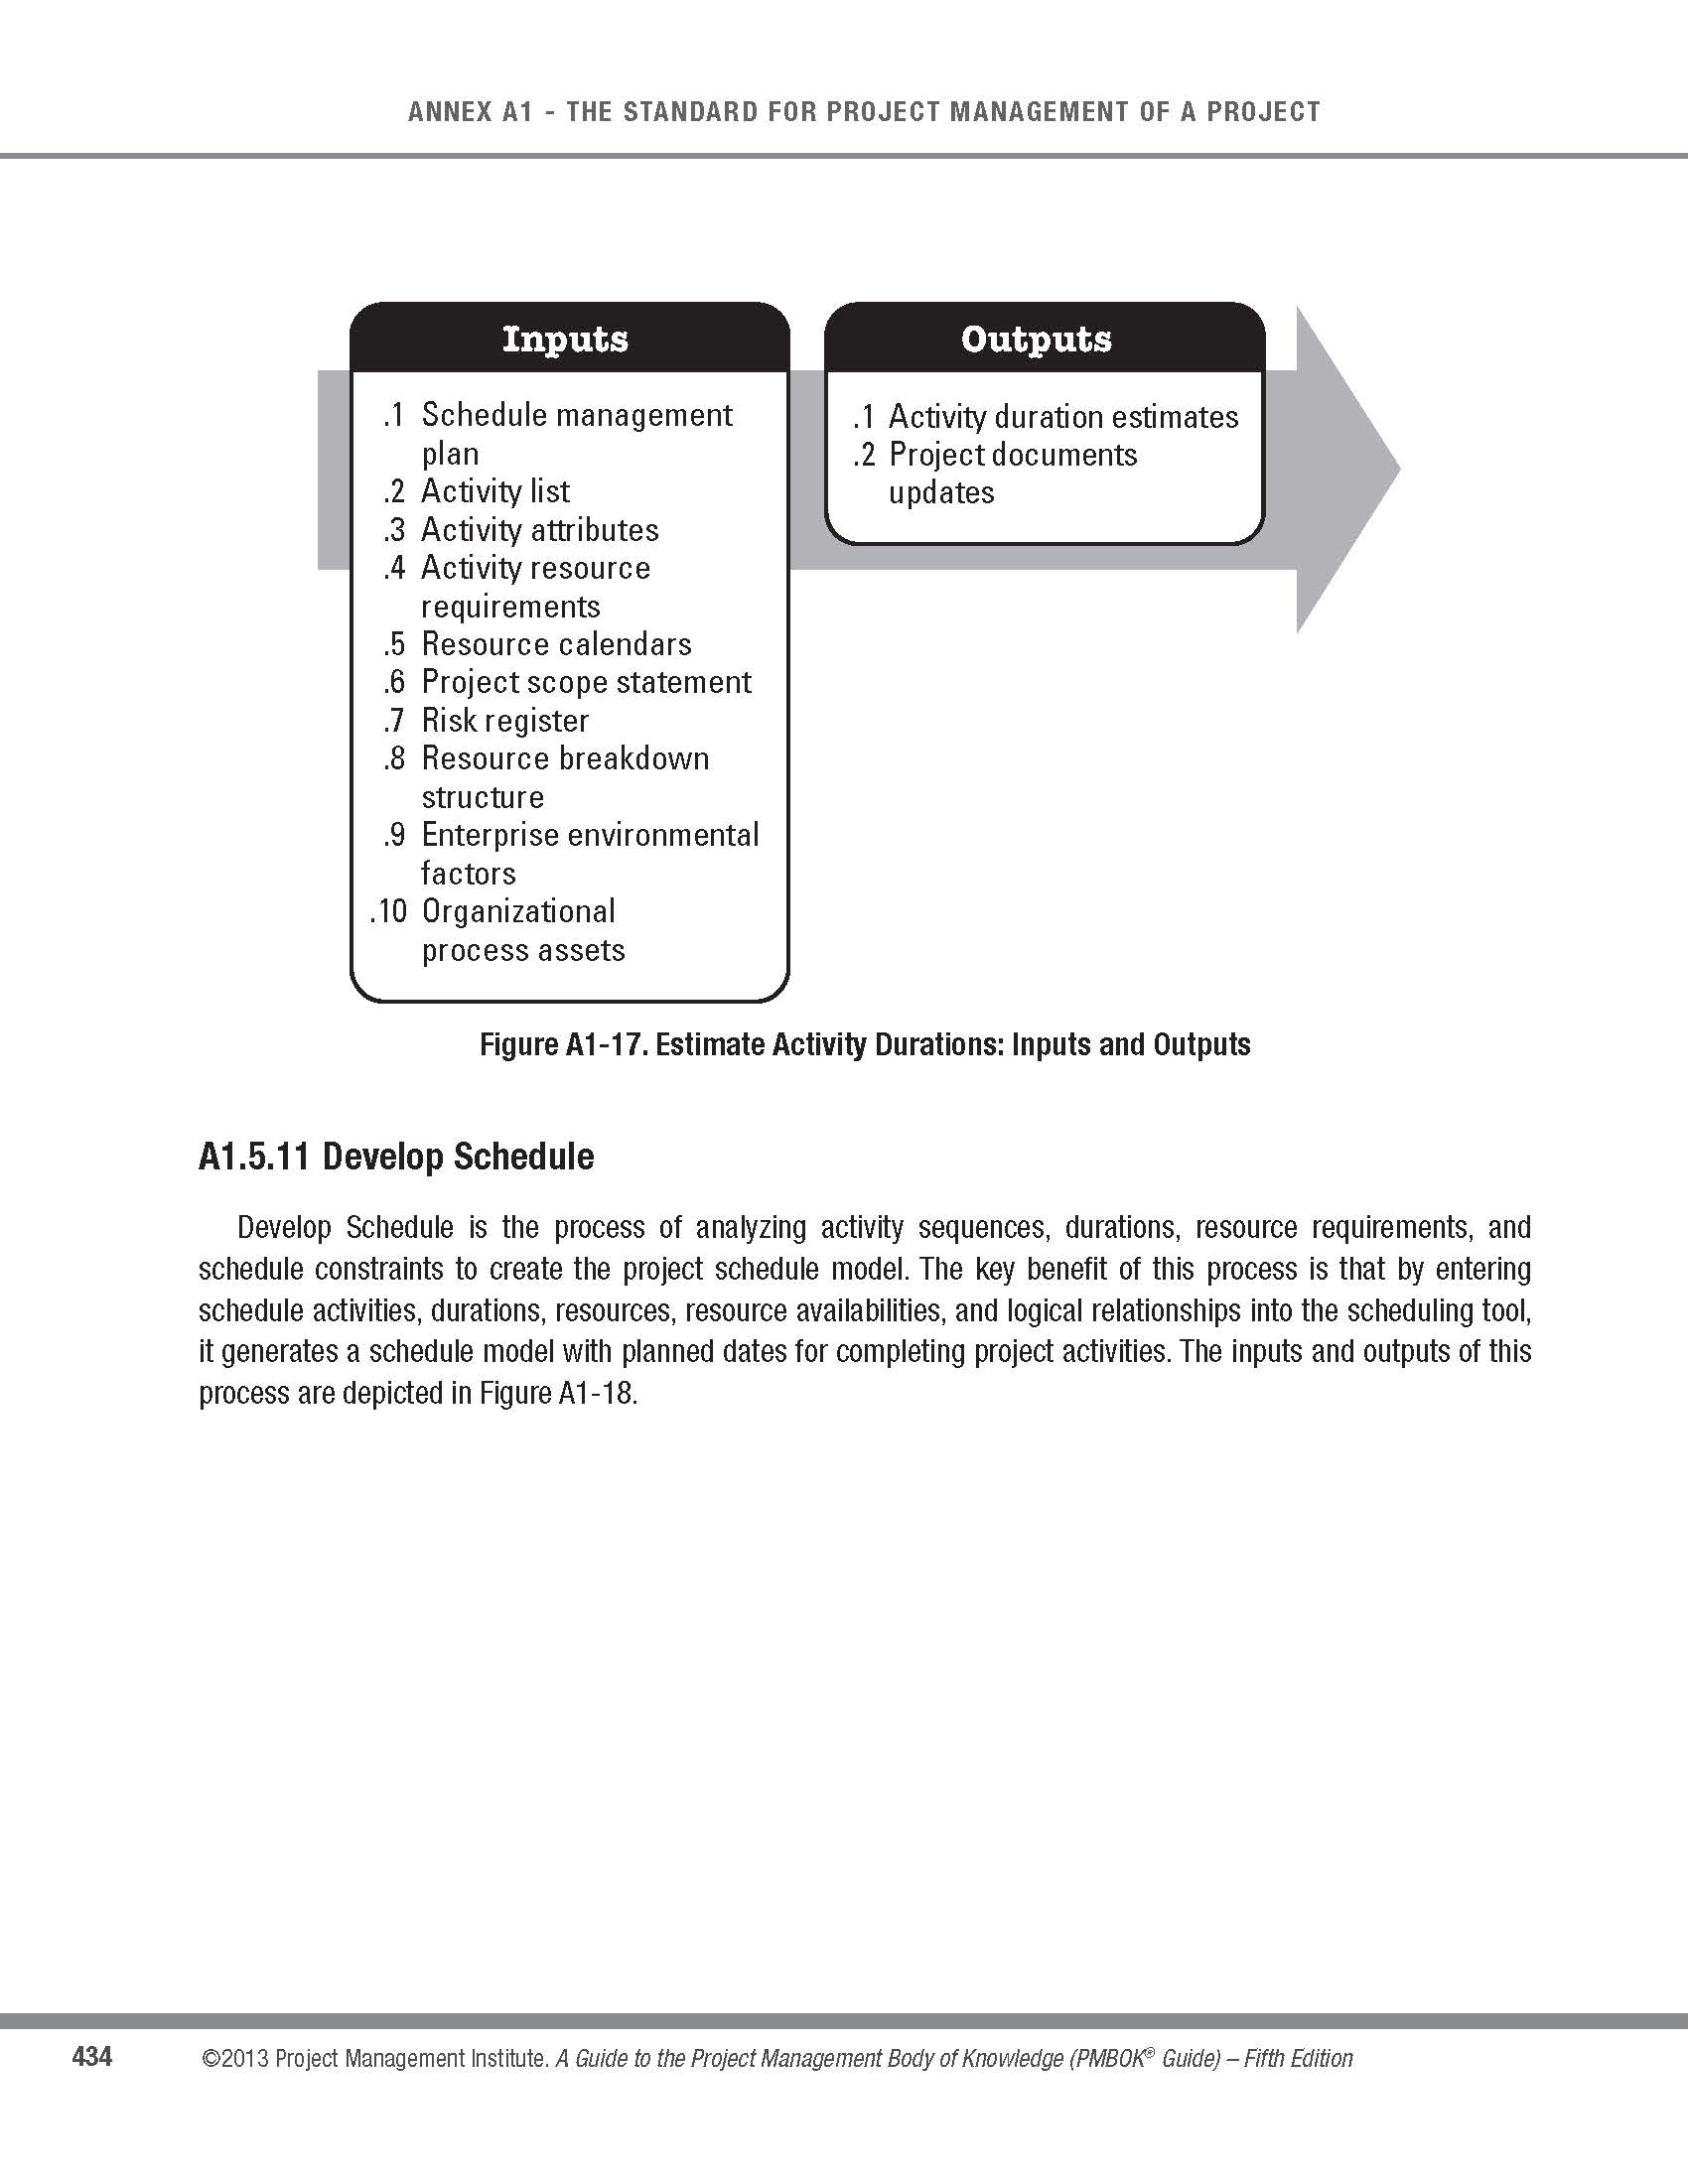 ANNEX A1 - THE STANDARD FOR PROJECT MANAGEMENT OF A PROJECT
Inputs
.1 Schedule management
plan
.2 Activity list
.3 Activity attributes
.4 Activity resource
requirements
.5 Resource calendars
.6 Project scope statement
.7 Risk register
.8 Resource breakdown
structure
.9 Enterprise environmental
factors
.10 Organizational
process assets
Outputs
.1 Activity duration estimates
.2 Project documents
updates
Figure A1-17. Estimate Activity Durations: Inputs and Outputs
A1.5.11 Develop Schedule
Develop Schedule is the process of analyzing activity sequences, durations, resource requirements, and
schedule constraints to create the project schedule model. The key benefit of this process is that by entering
schedule activities, durations, resources, resource availabilities, and logical relationships into the scheduling tool,
it generates a schedule model with planned dates for completing project activities. The inputs and outputs of this
process are depicted in Figure A1-18.
434 ©2013 Project Management Institute. A Guide to the Project Management Body of Knowledge (PMBOK® Guide) – Fifth Edition